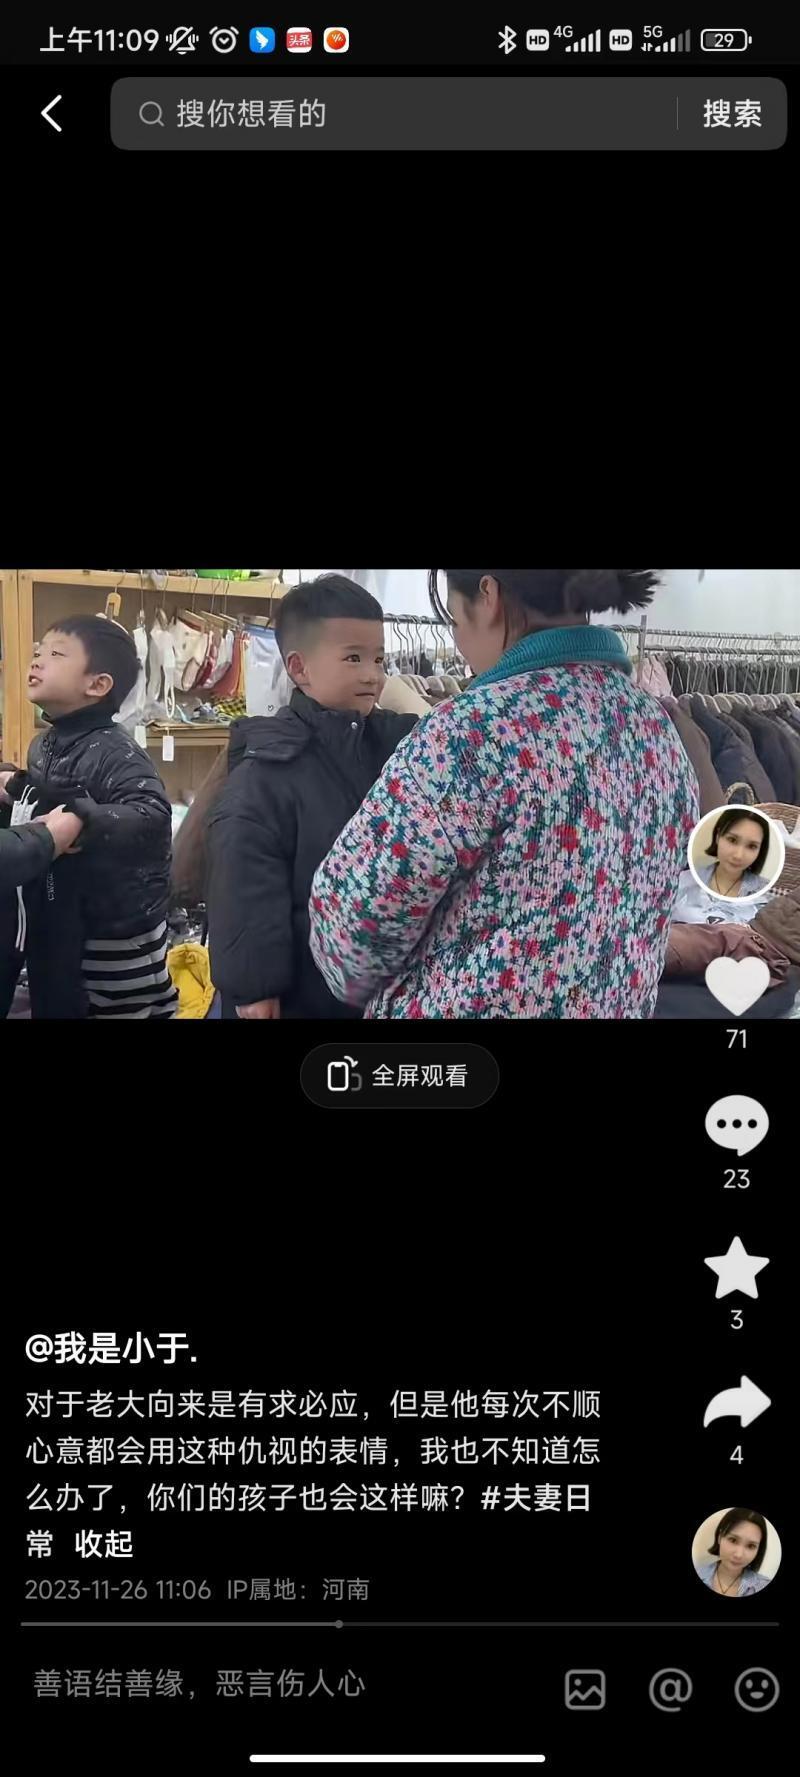 上午11:09 头条 HD 4G HD 5G 29
搜你想看的 搜索
71
全屏观看
23
3
@我是小于.
对于老大向来是有求必应，但是他每次不顺
心意都会用这种仇视的表情，我也不知道怎
么办了，你们的孩子也会这样嘛？#夫妻日
常 收起
4
2023-11-26 11:06 IP属地：河南
善语结善缘，恶言伤人心